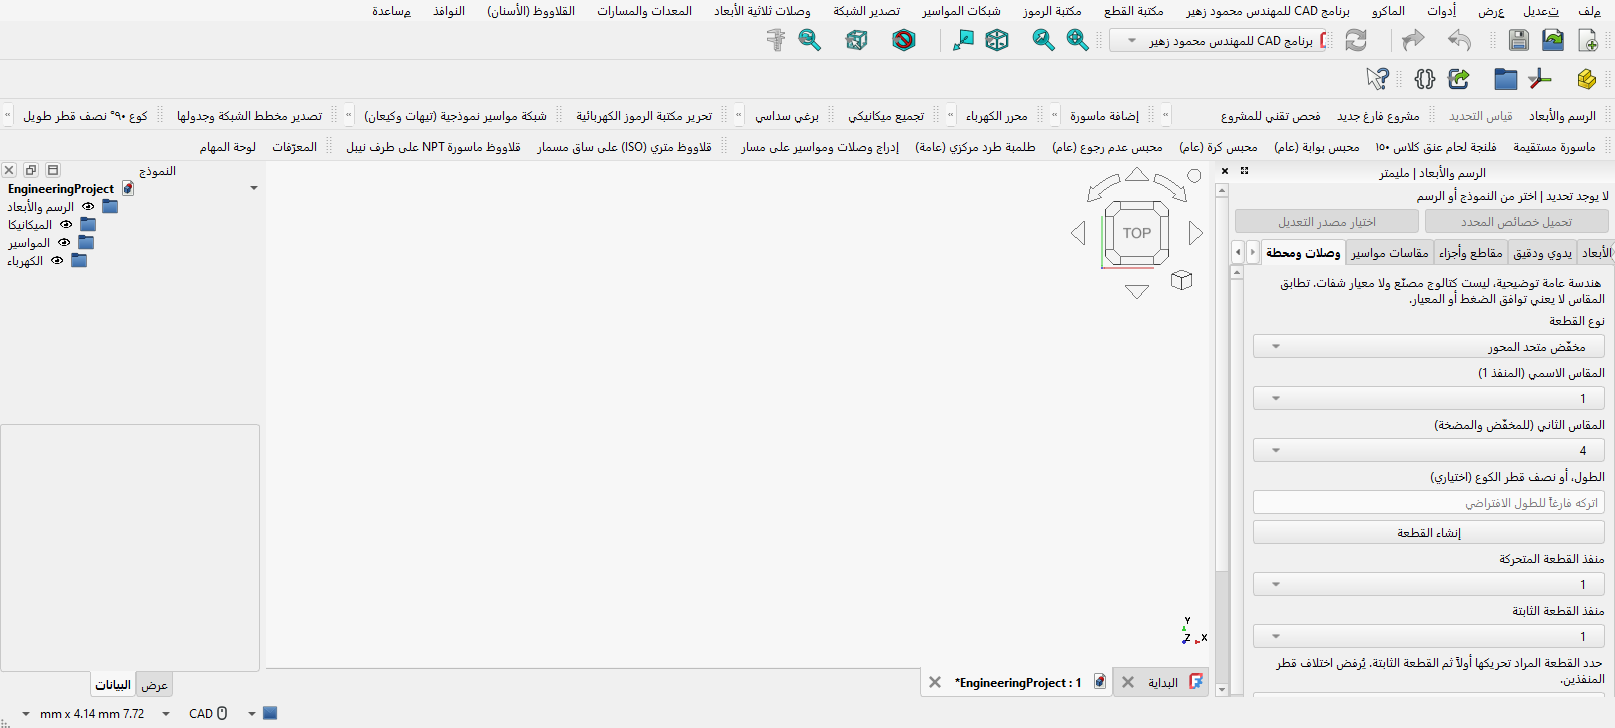 ملف تعديل عرض أدوات الماكرو برنامج CAD للمهندس محمود زهير مكتبة القطع مكتبة الرموز شبكات المواسير تصدير الشبكة وصلات ثلاثية الأبعاد المعدات والمسارات القلاووظ (الأسنان) النوافذ مساعدة
برنامج CAD للمهندس محمود زهير
الرسم والأبعاد قياس التحديد مشروع فارغ جديد فحص تقني للمشروع إضافة ماسورة محرر الكهرباء تجميع ميكانيكي برغي سداسي تحرير مكتبة الرموز الكهربائية شبكة مواسير نموذجية (تيهات وكيعان) تصدير مخطط الشبكة وجدولها كوع ٩٠° نصف قطر طويل
ماسورة مستقيمة فلنجة لحام عنق كلاس ١٥٠ محبس بوابة (عام) محبس كرة (عام) محبس عدم رجوع (عام) طلمبة طرد مركزي (عامة) إدراج وصلات ومواسير على مسار قلاووظ متري (ISO) على ساق مسمار قلاووظ ماسورة NPT على طرف نيبل المعرّفات لوحة المهام
النموذج
EngineeringProject
الرسم والأبعاد
الميكانيكا
المواسير
الكهرباء
عرض
البيانات
TOP
Y
Z X
البداية
EngineeringProject : 1*
الرسم والأبعاد | مليمتر
لا يوجد تحديد | اختر من النموذج أو الرسم
تحميل خصائص المحدد
اختيار مصدر التعديل
الأبعاد يدوي ودقيق مقاطع وأجزاء مقاسات مواسير وصلات ومحطة
هندسة عامة توضيحية، ليست كتالوج مصنّع ولا معيار شفات. تطابق
المقاس لا يعني توافق الضغط أو المعيار.
نوع القطعة
مخفّض متحد المحور
المقاس الاسمي (المنفذ 1)
1
المقاس الثاني (للمخفّض والمضخة)
4
الطول، أو نصف قطر الكوع (اختياري)
اتركه فارغاً للطول الافتراضي
إنشاء القطعة
منفذ القطعة المتحركة
1
منفذ القطعة الثابتة
1
حدد القطعة المراد تحريكها أولاً ثم القطعة الثابتة. يُرفض اختلاف قطر
المنفذين.
mm x 4.14 mm 7.72 CAD